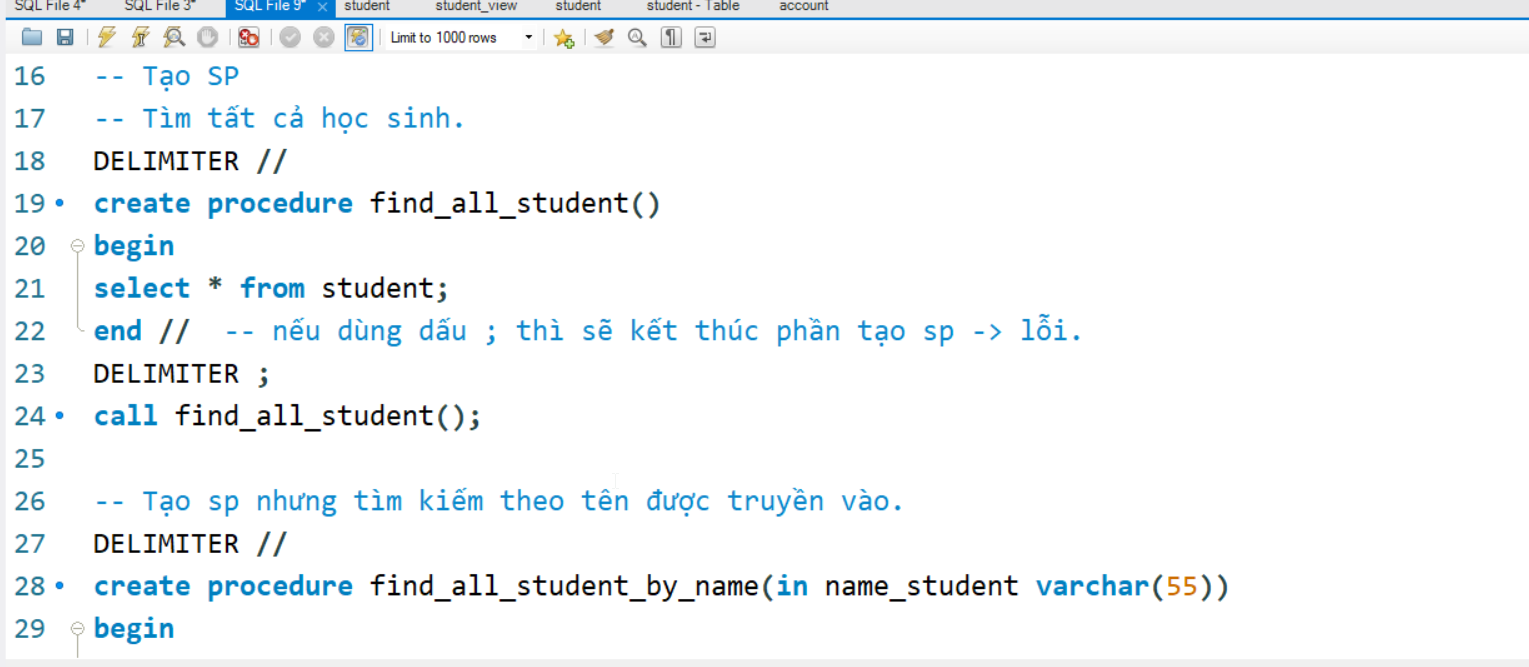 SQL File 4* SQL File 3* SQL File 9* × student student_view student student - Table account
Limit to 1000 rows
16 -- Tạo SP
17 -- Tìm tất cả học sinh.
18 DELIMITER //
19 create procedure find_all_student()
20 begin
21 select * from student;
22 end // -- nếu dùng dấu ; thì sẽ kết thúc phần tạo sp -> lỗi.
23 DELIMITER ;
24 call find_all_student();
25
26 -- Tạo sp nhưng tìm kiếm theo tên được truyền vào.
27 DELIMITER //
28 create procedure find_all_student_by_name(in name_student varchar(55))
29 begin